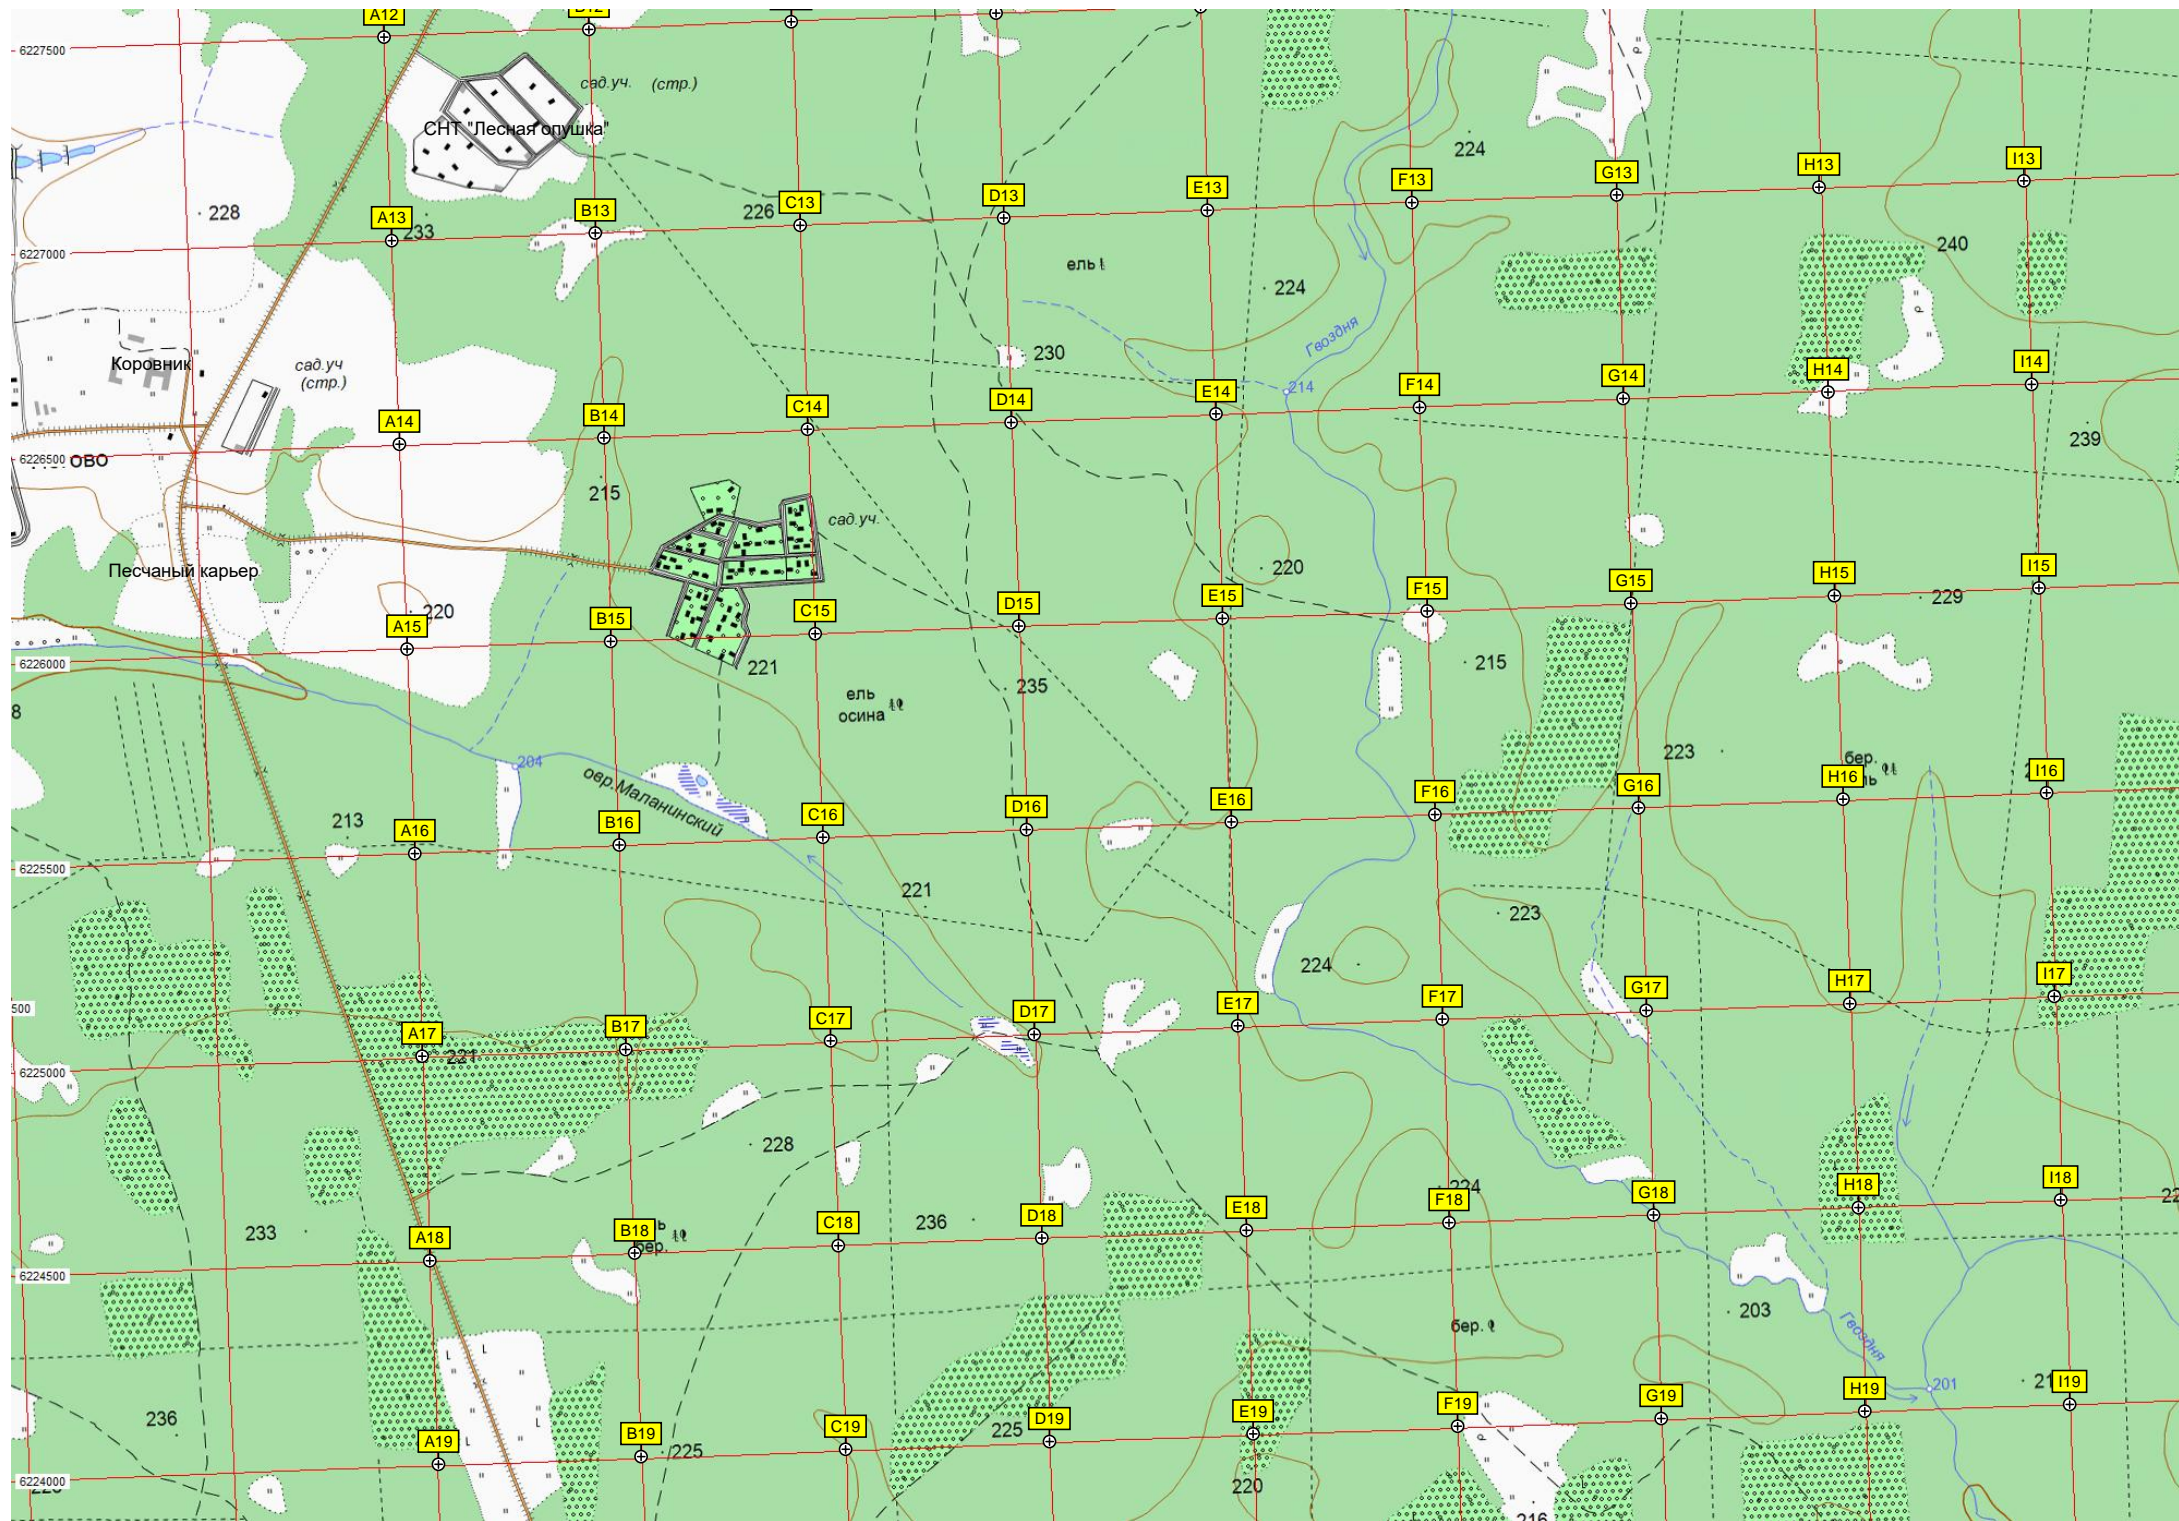 A12
6227500
сад.уч. (стр.)
СНТ "Лесная опушка"
224
I13
H13
G13
F13
E13
D13
C13
B13
A13
228
226
233
240
6227000
ель
224
Гвоздня
230
Коровник
сад.уч
(стр.)
I14
H14
G14
F14
E14
D14
C14
B14
A14
214
239
6226500
ОВО
215
сад.уч.
Песчаный карьер
220
I15
H15
G15
F15
E15
D15
C15
B15
A15
229
220
6226000
221
215
235
ель
осина
8
223
бер.
204
овр.Маланинский
I16
H16
G16
F16
E16
D16
C16
B16
A16
213
6225500
221
223
224
I17
H17
G17
F17
E17
D17
C17
B17
A17
500
221
6225000
228
224
I18
H18
G18
F18
E18
D18
C18
B18
A18
236
233
бер.
6224500
203
Гвоздня
бер.
201
I19
H19
G19
F19
E19
D19
C19
B19
A19
236
225
225
6224000
220
216